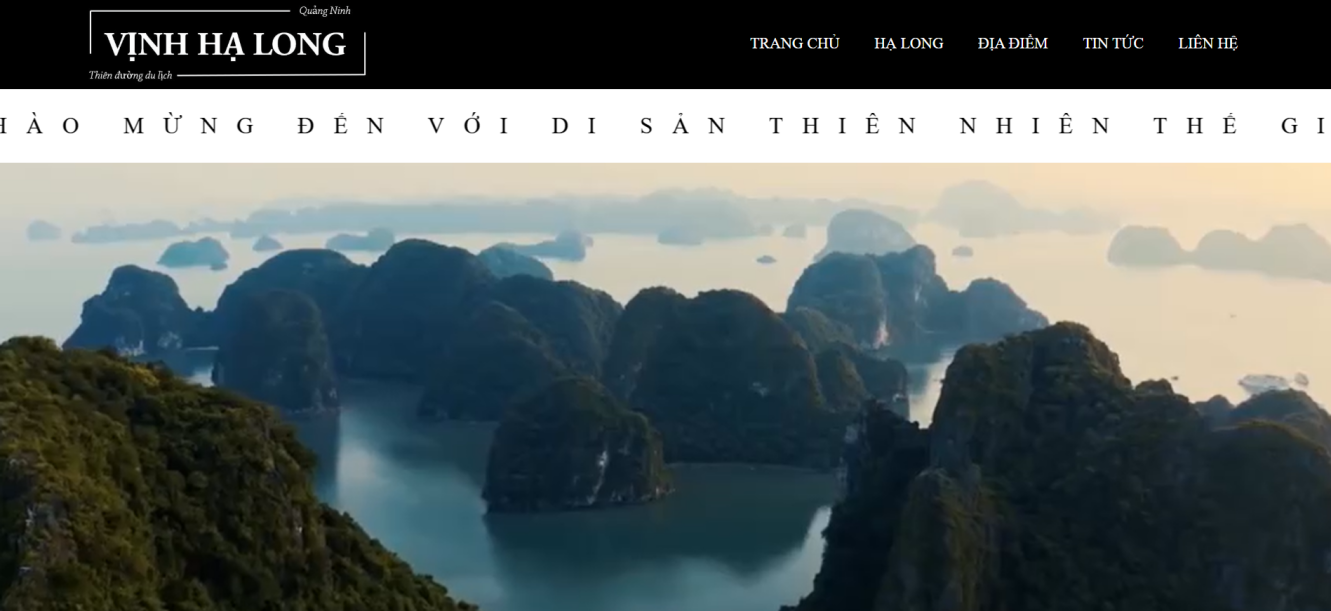 Quảng Ninh
VỊNH HẠ LONG
Thiên đường du lịch
TRANG CHỦ HẠ LONG ĐỊA ĐIỂM TIN TỨC LIÊN HỆ
HÀO MỪNG ĐẾN VỚI DI SẢN THIÊN NHIÊN THẾ GI